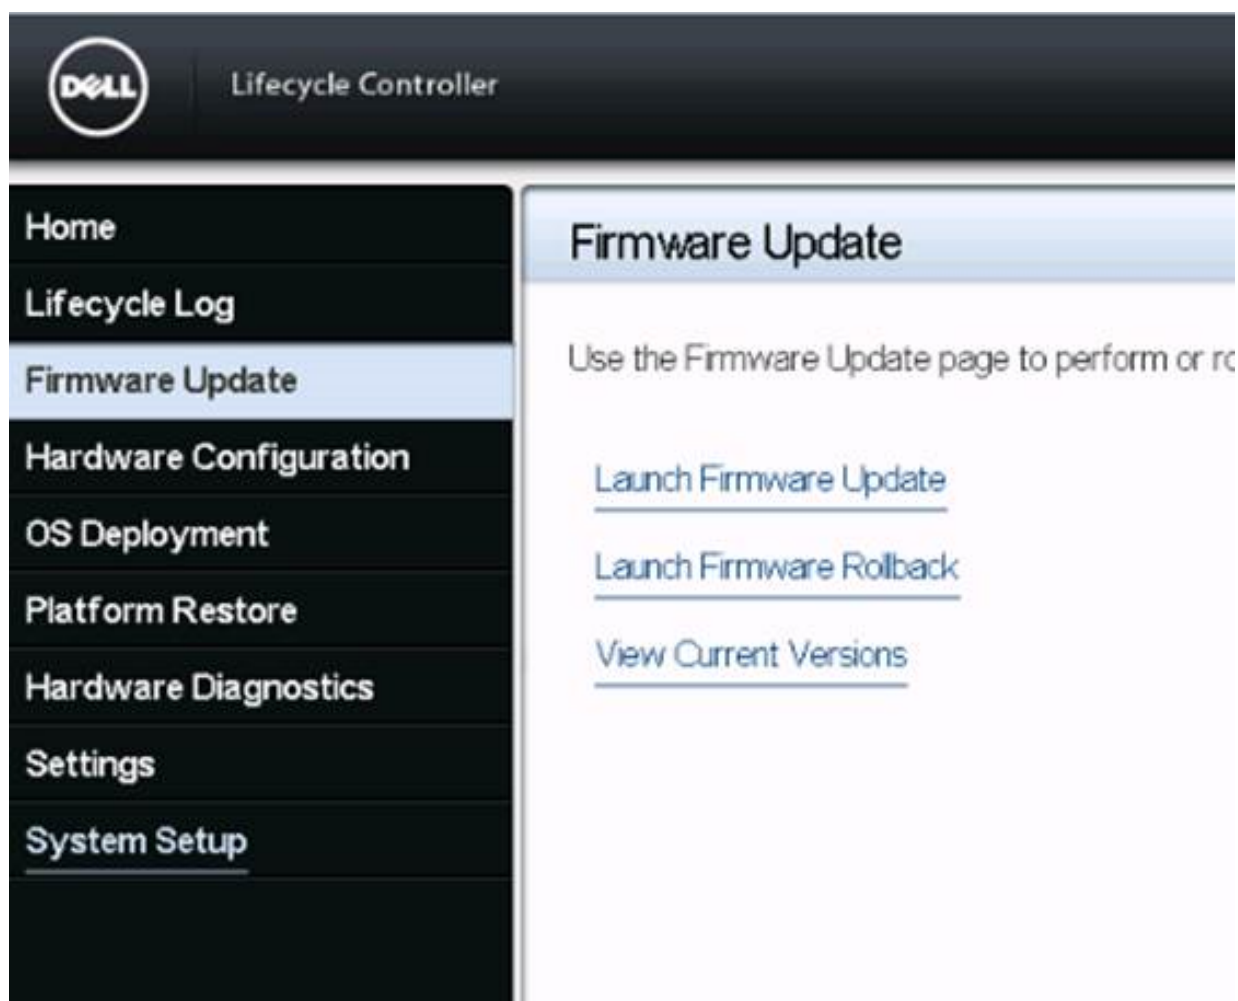 DELL
Lifecycle Controller
Home
Lifecycle Log
Firmware Update
Hardware Configuration
OS Deployment
Platform Restore
Hardware Diagnostics
Settings
System Setup
Firmware Update
Use the Firmware Update page to perform or ro
Launch Firmware Update
Launch Firmware Rollback
View Current Versions